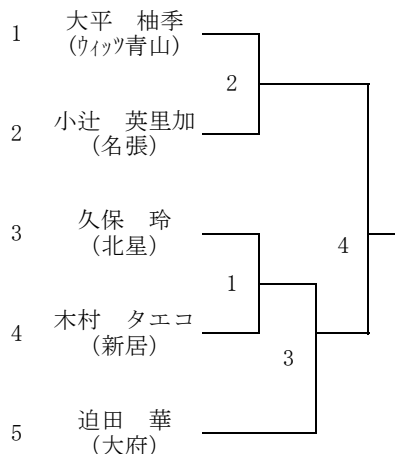 1 大平　柚季
(ウィッツ青山)
2
2 小辻　英里加
(名張)
3 久保　玲
(北星)
4
1
4 木村　タエコ
(新居)
3
5 迫田　華
(大府)